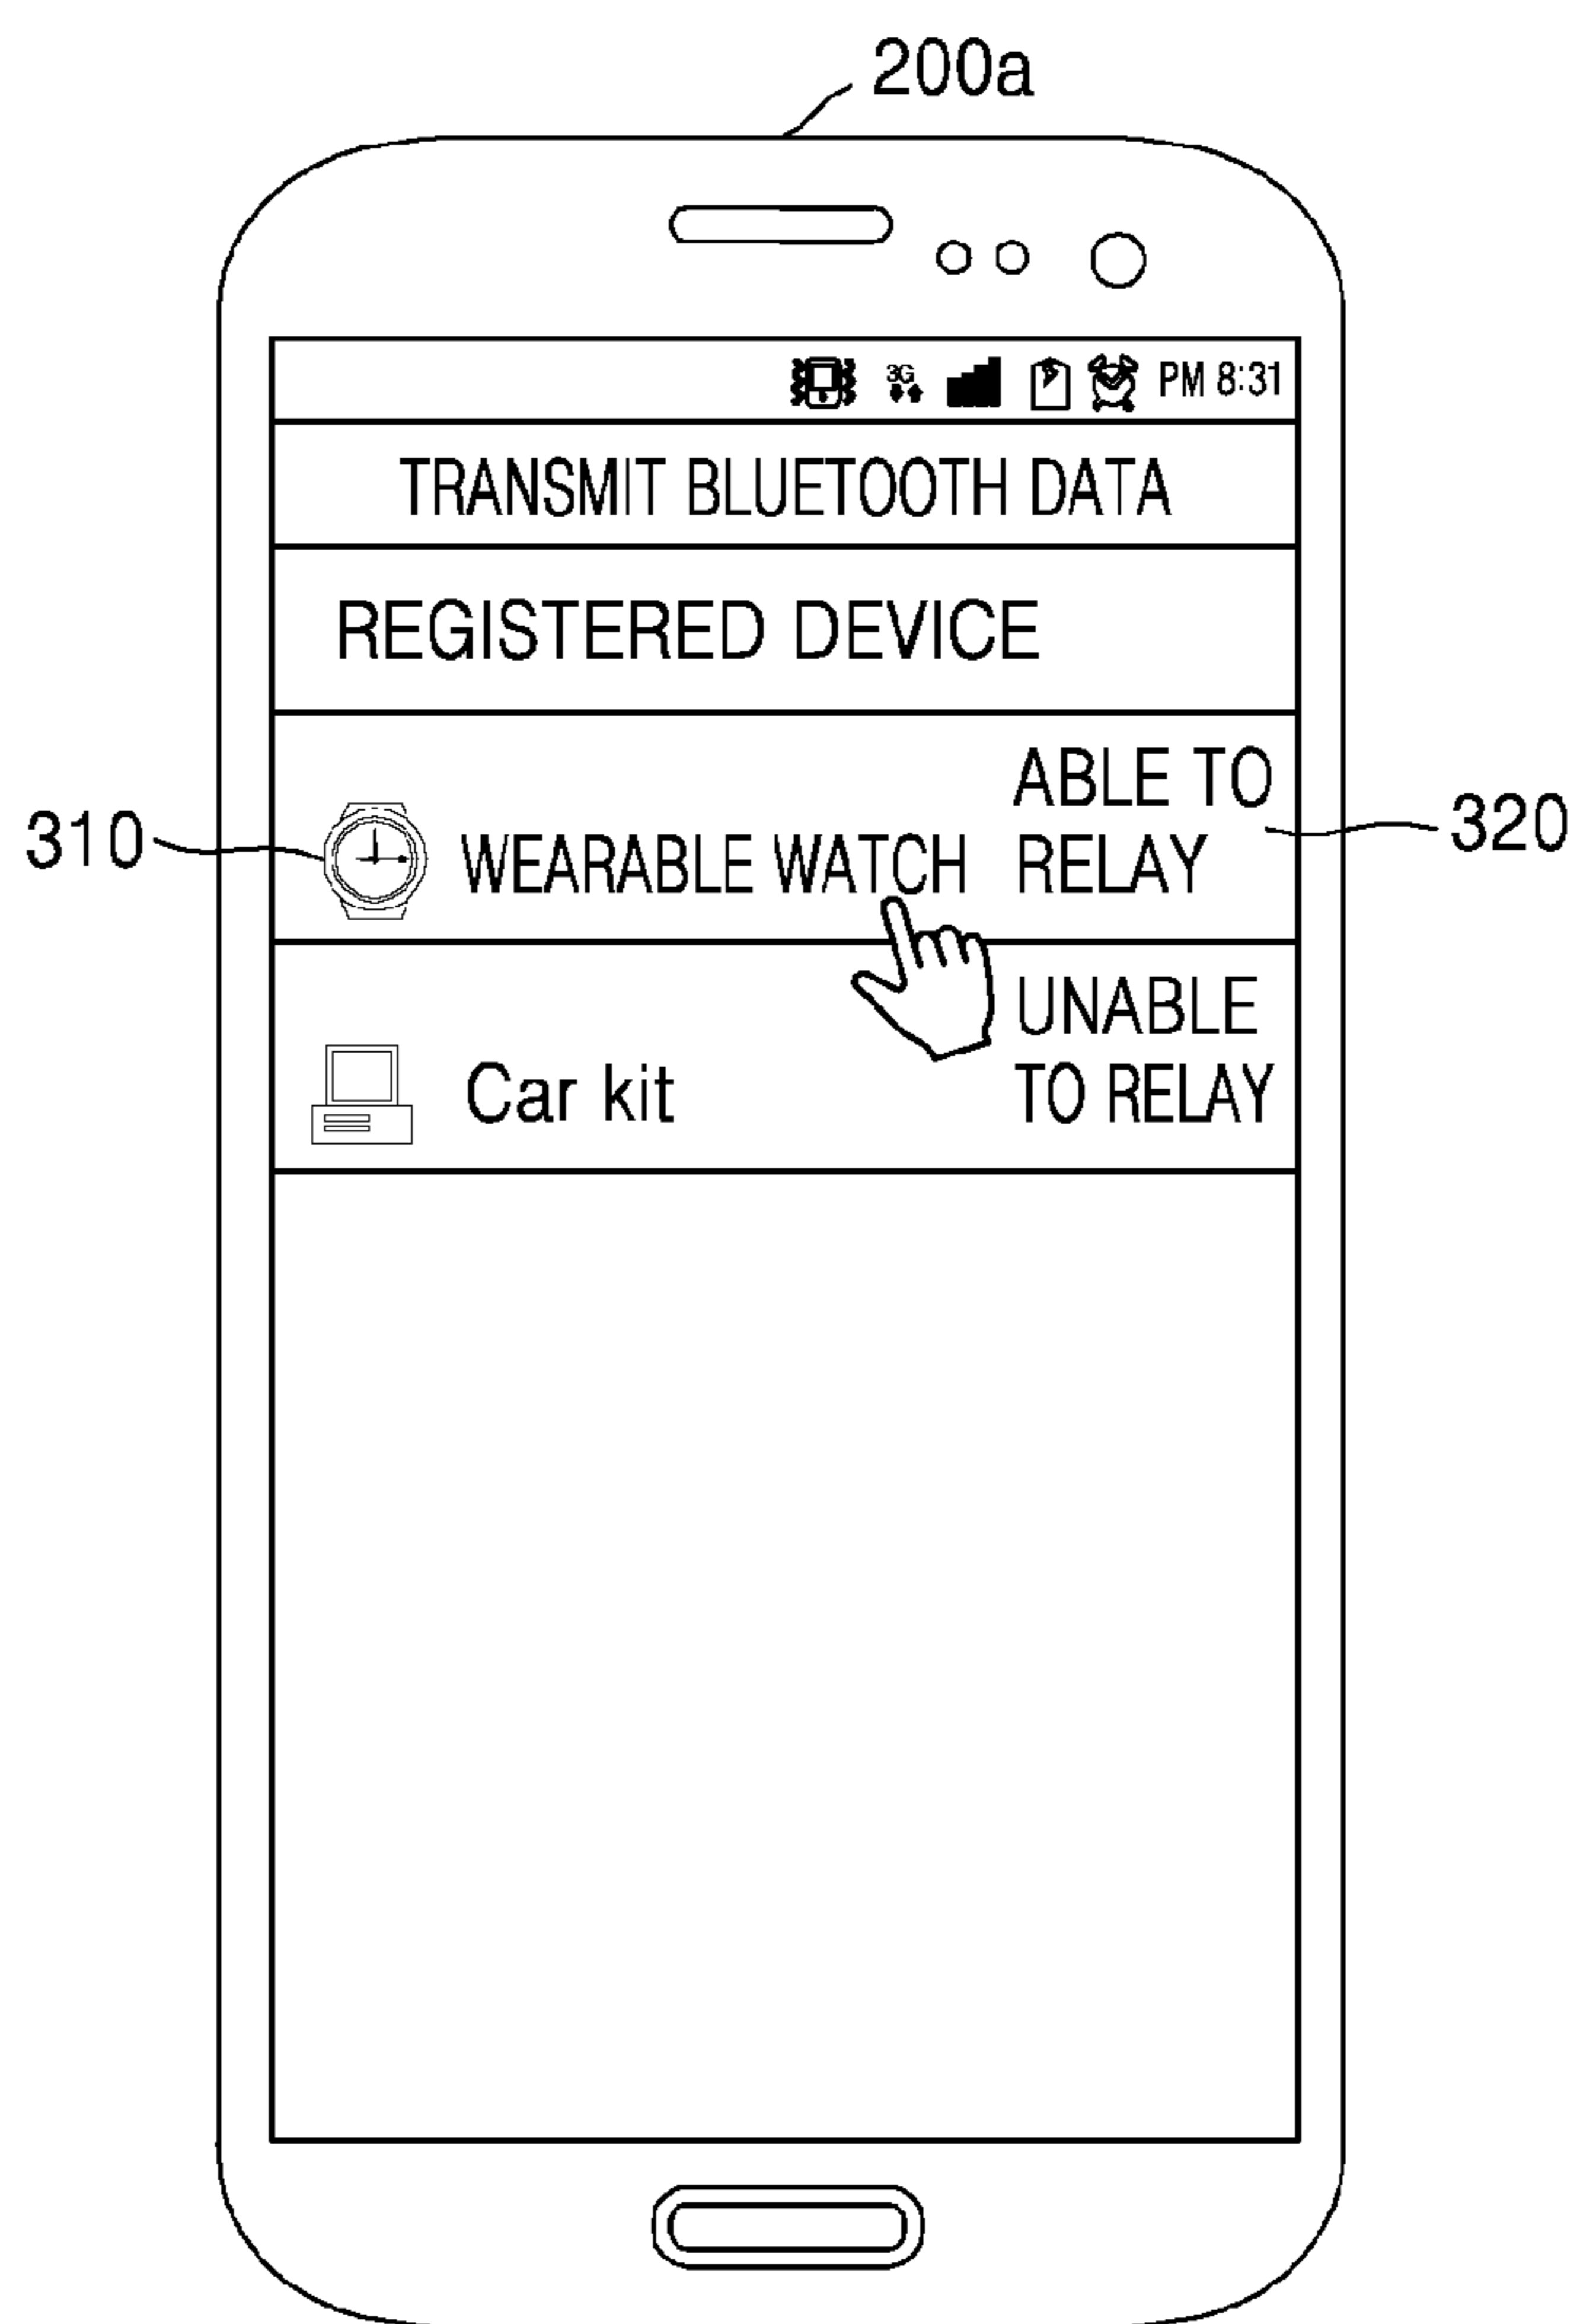 200a
3G PM 8:31
TRANSMIT BLUETOOTH DATA
REGISTERED DEVICE
ABLE TO
310 WEARABLE WATCH RELAY 320
UNABLE
Car kit TO RELAY